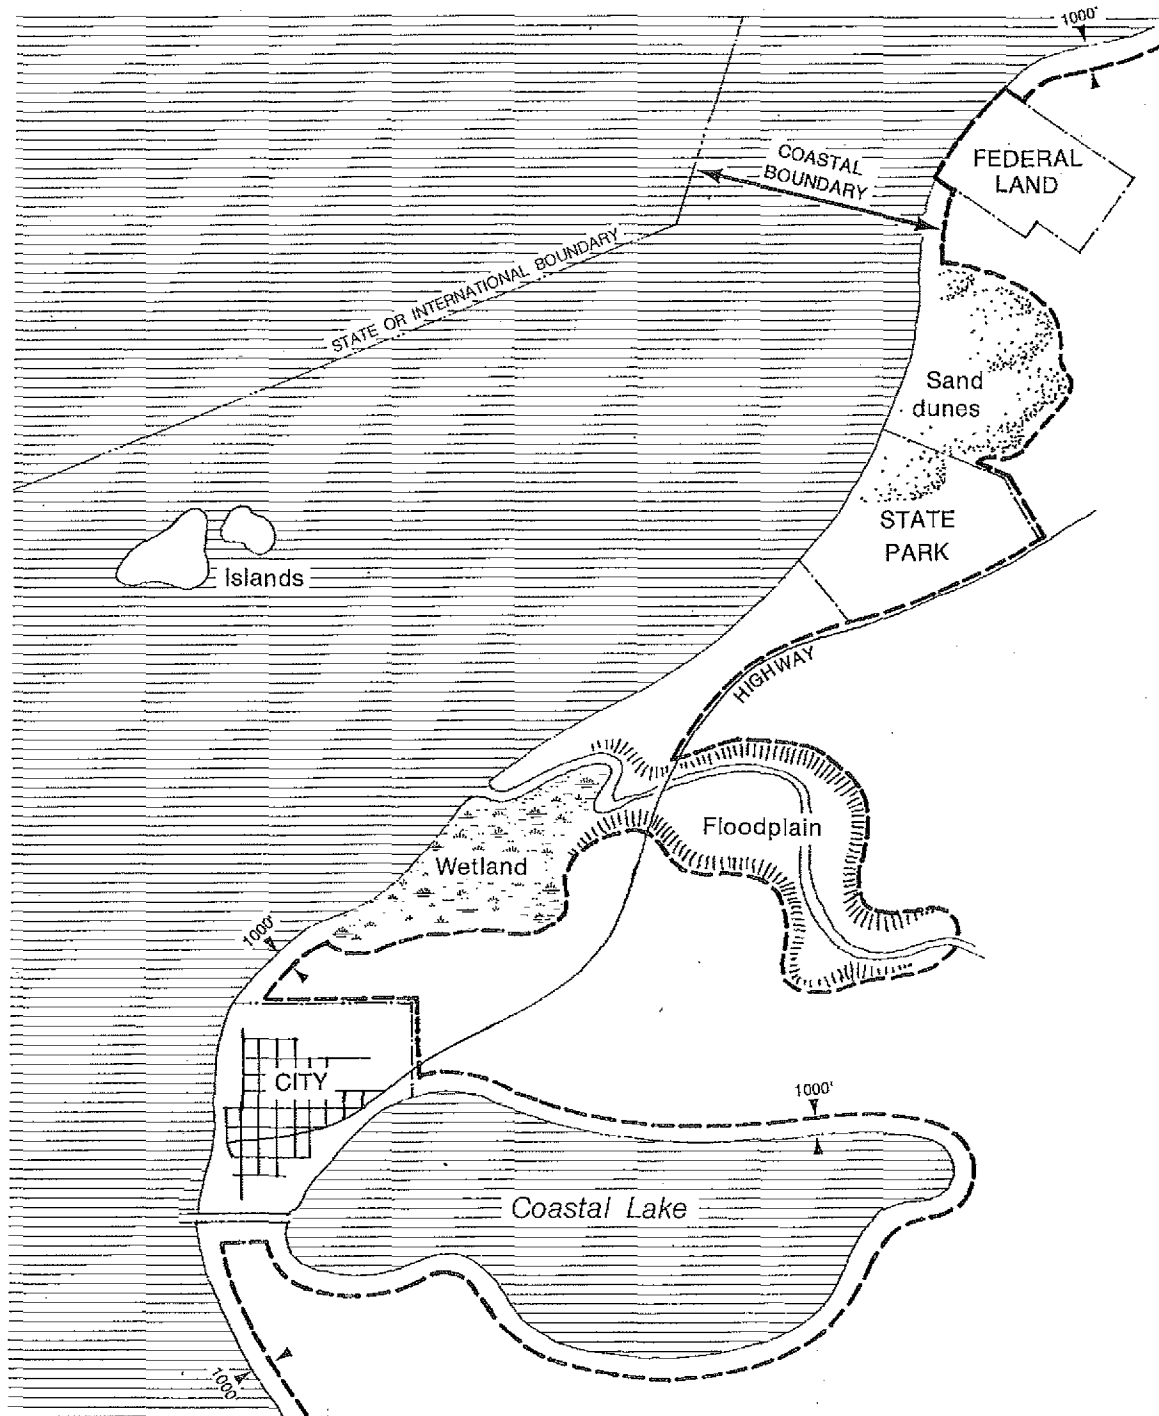 1000'
COASTAL
BOUNDARY
FEDERAL
LAND
STATE OR INTERNATIONAL BOUNDARY
Sand
dunes
STATE
PARK
Islands
HIGHWAY
Floodplain
Wetland
1000'
CITY
1000'
Coastal Lake
1000'